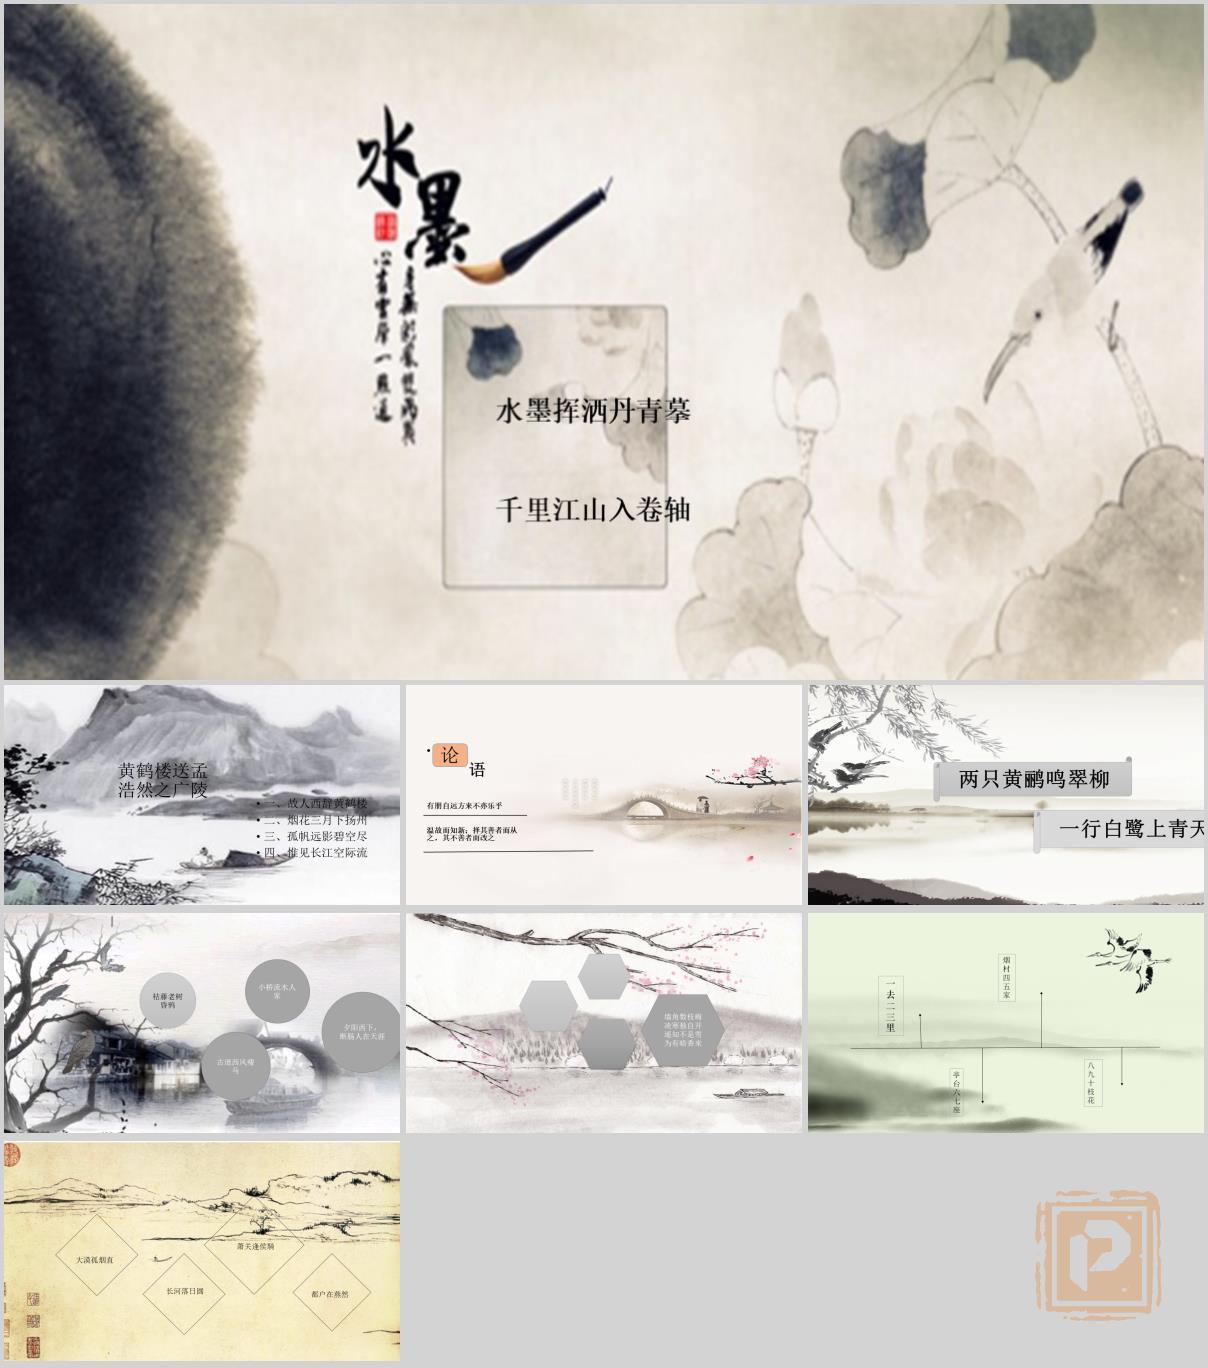 水墨
水墨挥洒丹青摹
千里江山入卷轴
黄鹤楼送孟
浩然之广陵
• 一、故人西辞黄鹤楼
• 二、烟花三月下扬州
• 三、孤帆远影碧空尽
• 四、惟见长江空际流
• 论
语
有朋自远方来不亦乐乎
温故而知新；择其善者而从
之，其不善者而改之
两只黄鹂鸣翠柳
一行白鹭上青天
枯藤老树
昏鸦
小桥流水人
家
古道西风瘦
马
夕阳西下，
断肠人在天涯
墙角数枝梅
凌寒独自开
遥知不是雪
为有暗香来
一去二三里
烟村四五家
亭台六七座
八九十枝花
大漠孤烟直
长河落日圆
萧关逢侯骑
都户在燕然